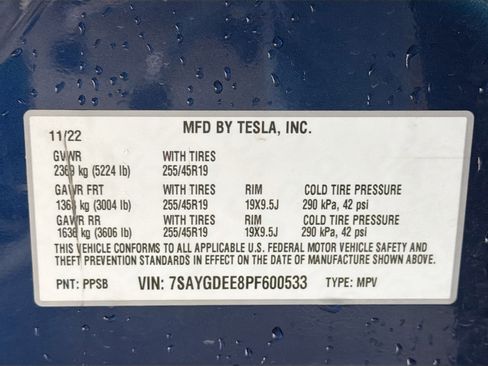 MFD BY TESLA, INC.
11/22
GVWR WITH TIRES
2369 kg (5224 lb) 255/45R19
GAWR FRT WITH TIRES RIM COLD TIRE PRESSURE
1363 kg (3004 lb) 255/45R19 19X9.5J 290 kPa, 42 psi
GAWR RR WITH TIRES RIM COLD TIRE PRESSURE
1636 kg (3606 lb) 255/45R19 19X9.5J 290 kPa, 42 psi
THIS VEHICLE CONFORMS TO ALL APPLICABLE U.S. FEDERAL MOTOR VEHICLE SAFETY AND
THEFT PREVENTION STANDARDS IN EFFECT ON THE DATE OF MANUFACTURE SHOWN ABOVE.
PNT: PPSB VIN: 7SAYGDEE8PF600533 TYPE: MPV